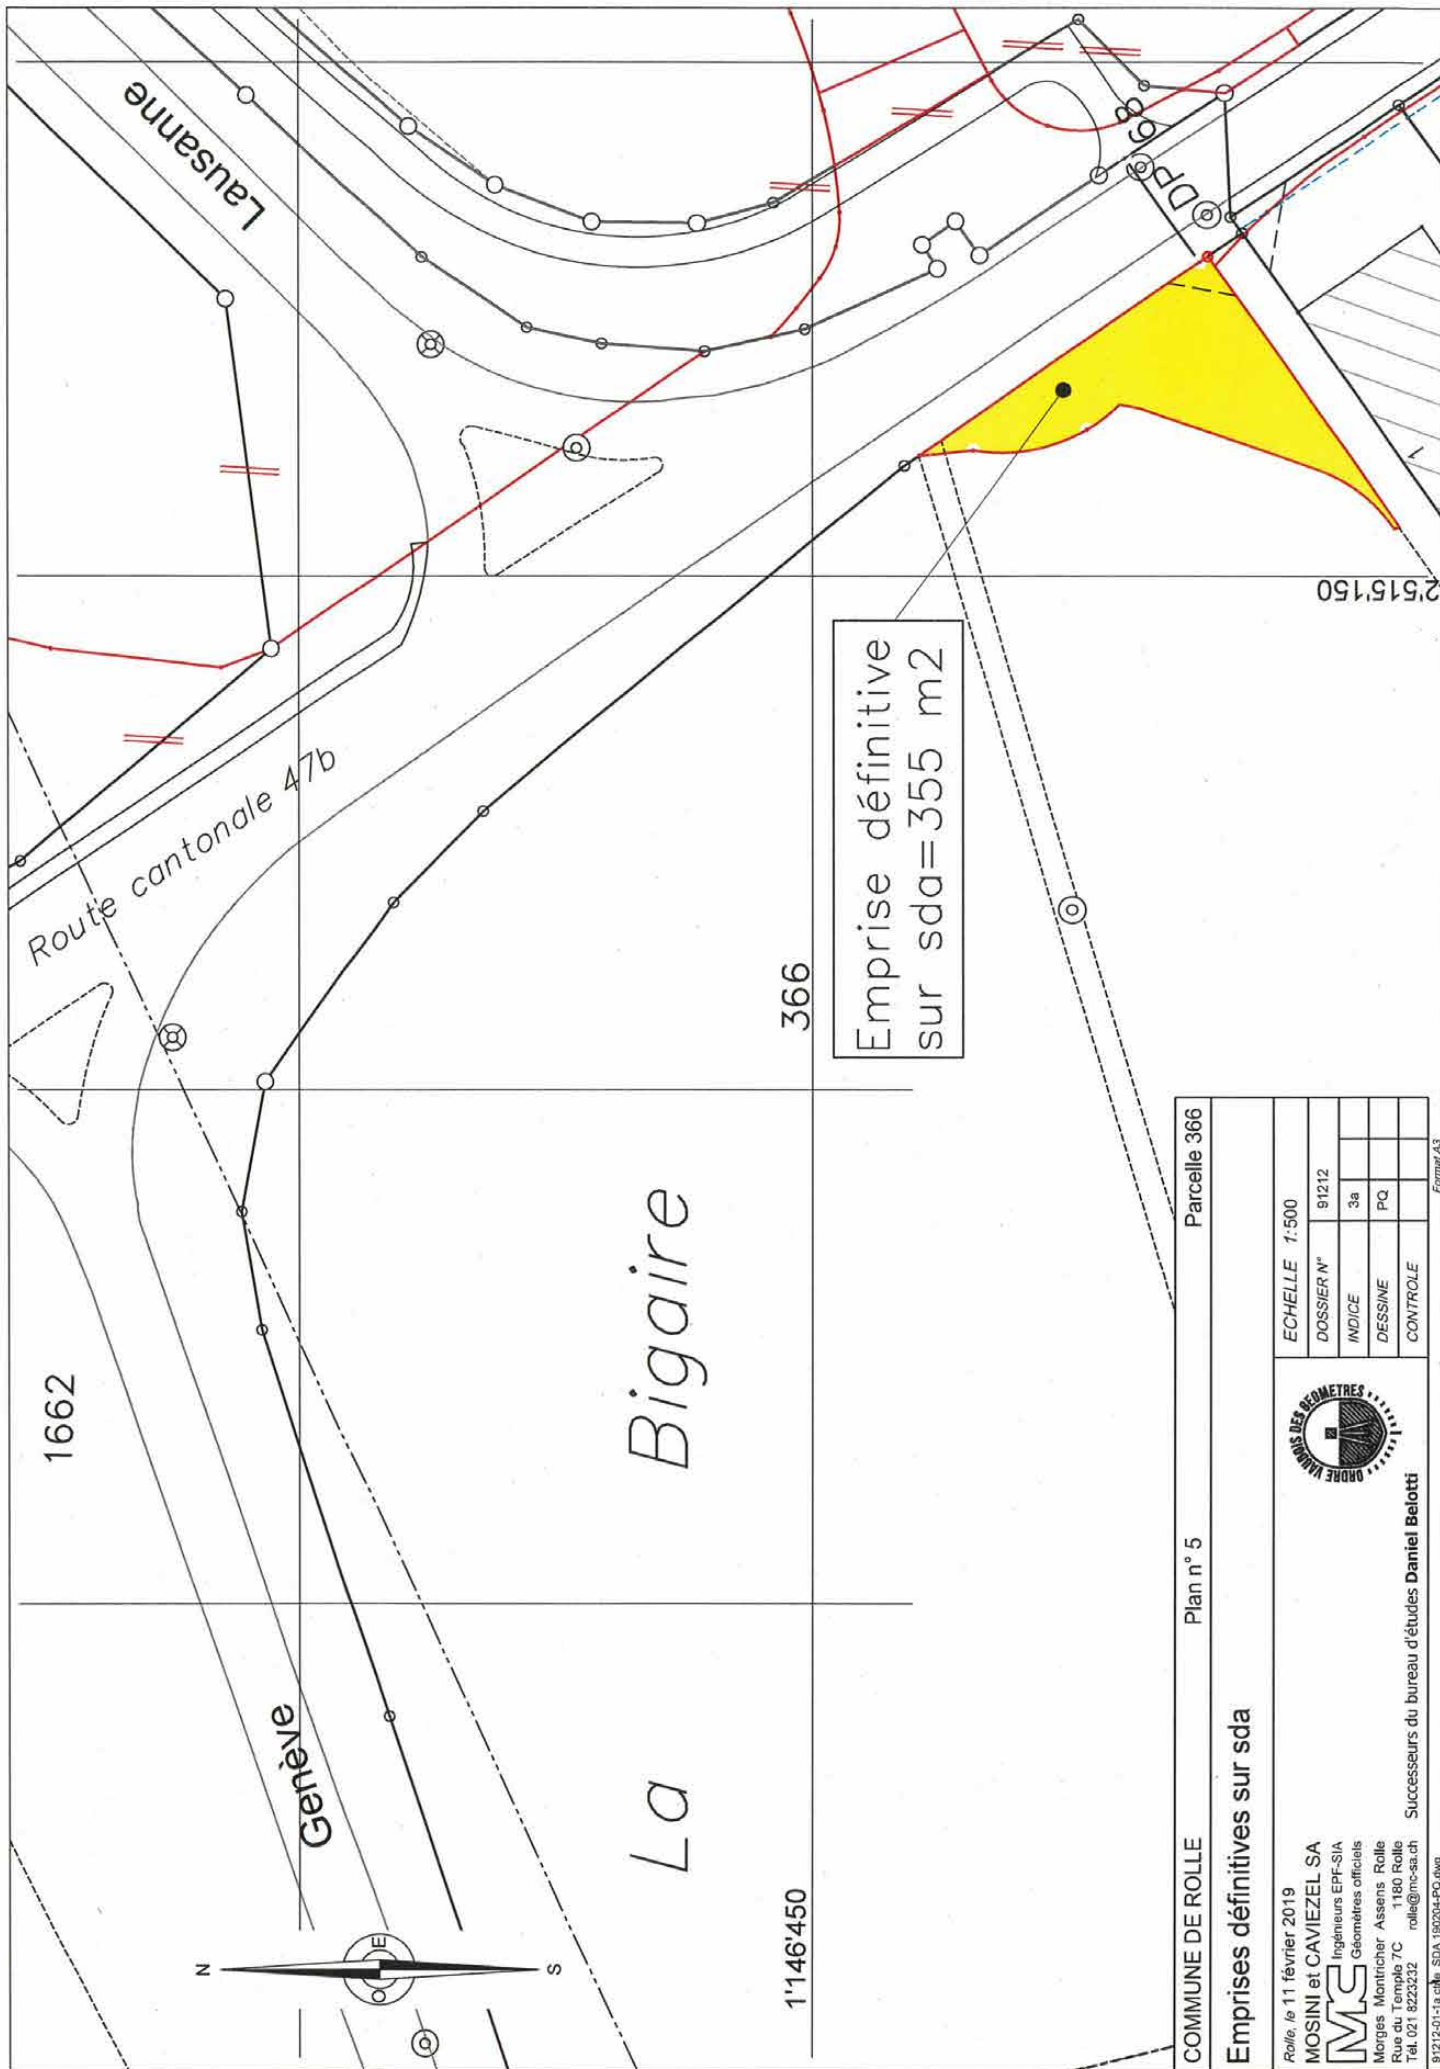 Lausanne
DP 68
Route cantonale 47b
1662
Genève
366
Emprise définitive
sur sda=355 m2
La Bigaire
2'515'150
1'146'450
1
N
O E
S
COMMUNE DE ROLLE Plan n° 5 Parcelle 366
Emprises définitives sur sda
Rolle, le 11 février 2019
MOSINI et CAVIEZEL SA
MC Ingénieurs EPF-SIA
Géomètres officiels
Morges Montricher Assens Rolle
Rue du Temple 7C 1180 Rolle
Tél. 021 8223232 rolle@mc-sa.ch
Successeurs du bureau d'études Daniel Belotti
ORDRE VAUDOIS DES GEOMETRES
ECHELLE 1:500
DOSSIER N° 91212
INDICE 3a
DESSINE PQ
CONTROLE
Format A3